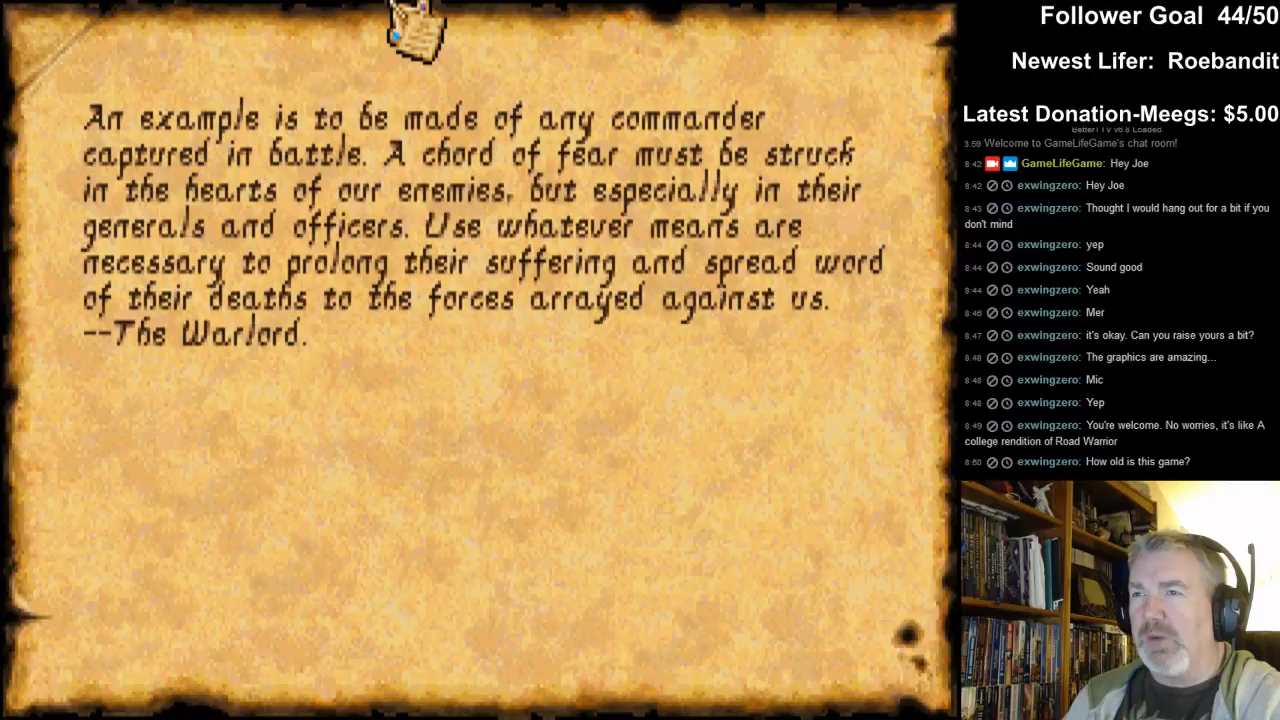 An example is to be made of any commander
captured in battle. A chord of fear must be struck
in the hearts of our enemies, but especially in their
generals and officers. Use whatever means are
necessary to prolong their suffering and spread word
of their deaths to the forces arrayed against us.
--The Warlord.
Follower Goal 44/50
Newest Lifer: Roebandit
Latest Donation-Meegs: $5.00
BetterTTV v6.8 Loaded.
3:59 Welcome to GameLifeGame's chat room!
8:42 GameLifeGame: Hey Joe
8:42 exwingzero: Hey Joe
8:43 exwingzero: Thought I would hang out for a bit if you
don't mind
8:44 exwingzero: yep
8:44 exwingzero: Sound good
8:44 exwingzero: Yeah
8:46 exwingzero: Mer
8:47 exwingzero: it's okay. Can you raise yours a bit?
8:48 exwingzero: The graphics are amazing...
8:48 exwingzero: Mic
8:48 exwingzero: Yep
8:49 exwingzero: You're welcome. No worries, it's like A
college rendition of Road Warrior
8:50 exwingzero: How old is this game?